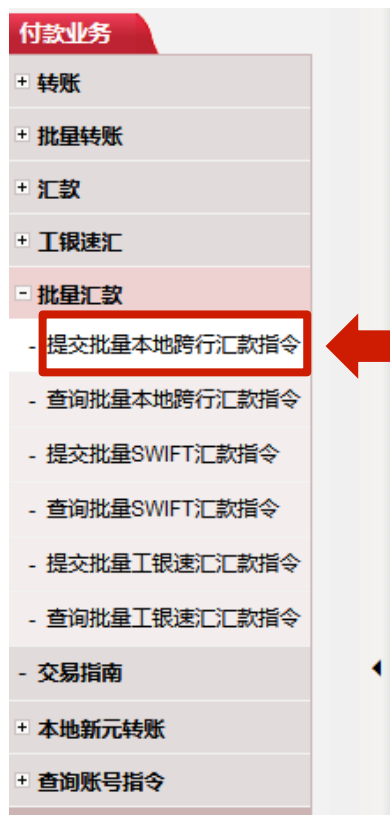 付款业务
转账
批量转账
汇款
工银速汇
批量汇款
- 提交批量本地跨行汇款指令
- 查询批量本地跨行汇款指令
- 提交批量SWIFT汇款指令
- 查询批量SWIFT汇款指令
- 提交批量工银速汇汇款指令
- 查询批量工银速汇汇款指令
- 交易指南
本地新元转账
查询账号指令